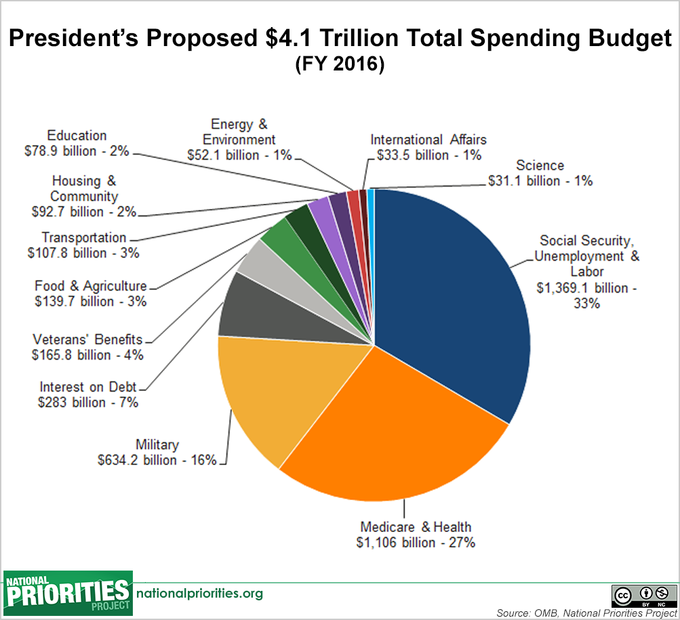 President's Proposed $4.1 Trillion Total Spending Budget
(FY 2016)
Education
$78.9 billion - 2%
Energy &
Environment
$52.1 billion - 1%
International Affairs
$33.5 billion - 1%
Science
$31.1 billion - 1%
Housing &
Community
$92.7 billion - 2%
Transportation
$107.8 billion - 3%
Food & Agriculture
$139.7 billion - 3%
Veterans' Benefits
$165.8 billion - 4%
Interest on Debt
$283 billion - 7%
Military
$634.2 billion - 16%
Social Security,
Unemployment &
Labor
$1,369.1 billion -
33%
Medicare & Health
$1,106 billion - 27%
NATIONAL
PRIORITIES
PROJECT
nationalpriorities.org
cc
BY NC
Source: OMB, National Priorities Project